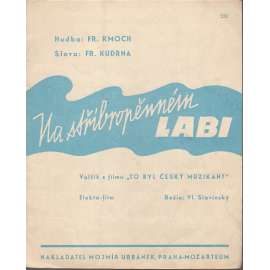 232
Hudba: FR. KMOCH
Slova: FR. KUDRNA
Na stříbropěnném
LABI
Valčík z filmu „TO BYL ČESKÝ MUZIKANT"
Elekta-film
Režie: Vl. Slavínský
NAKLADATEL MOJMÍR URBÁNEK, PRAHA-MOZARTEUM